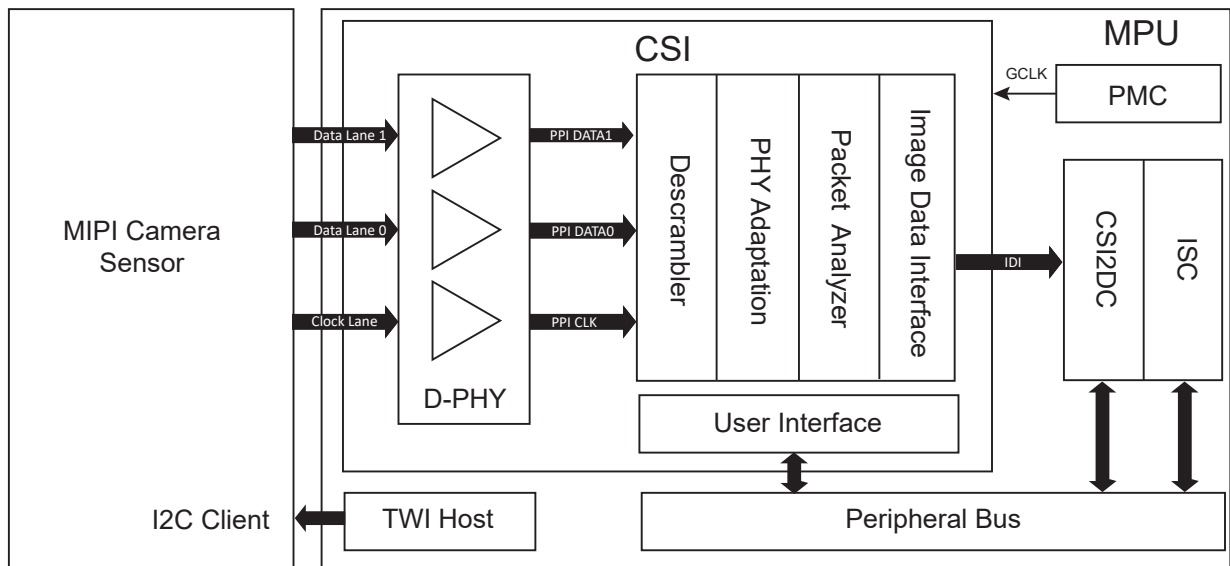 MPU
CSI
GCLK
PMC
MIPI Camera
Sensor
Data Lane 1
Data Lane 0
Clock Lane
D-PHY
PPI DATA1
PPI DATA0
PPI CLK
Descrambler
PHY Adaptation
Packet Analyzer
Image Data Interface
IDI
CSI2DC
ISC
User Interface
I2C Client
TWI Host
Peripheral Bus